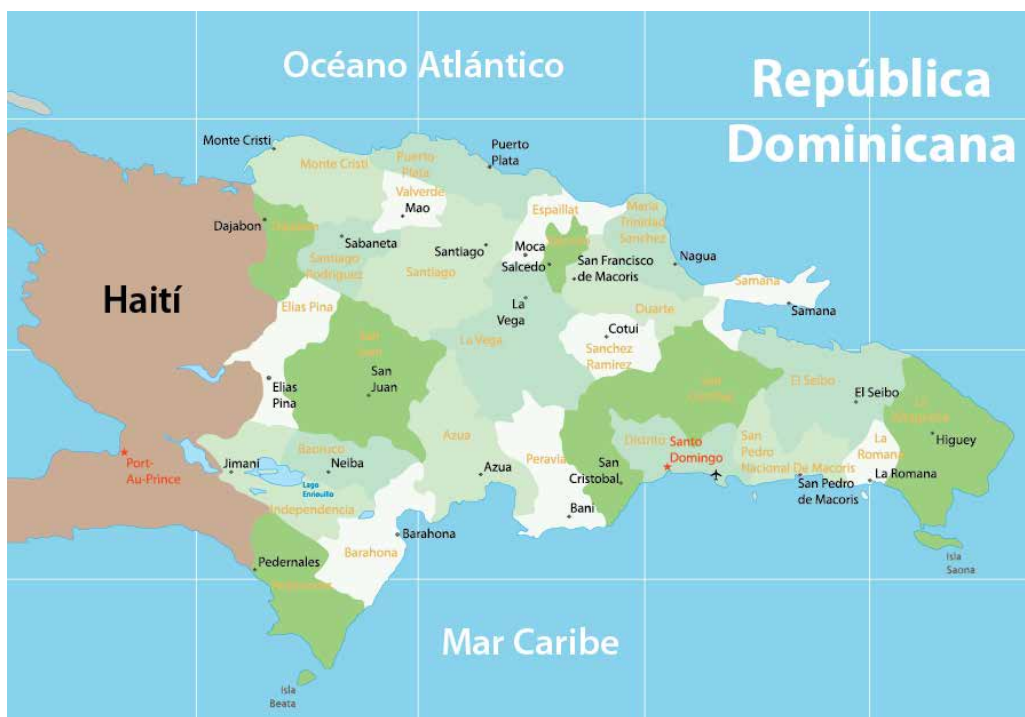 Océano Atlántico
República
Dominicana
Monte Cristi
Monte Cristi
Puerto
Plata
Puerto
Plata
Valverde
Mao
Espaillat
Maria
Trinidad
Sanchez
Dajabon
Sabaneta
Santiago
Rodriguez
Santiago
Santiago
Moca
Salcedo
San Francisco
de Macoris
Nagua
Samana
Samana
Haití
Elias Pina
La
Vega
La Vega
Duarte
Cotui
Sanchez
Ramirez
San
Juan
San
Juan
Elias
Pina
El Seibo
El Seibo
Higuey
Azua
Azua
Peravia
San
Cristobal
Distrito
Nacional
Santo
Domingo
San
Pedro
De Macoris
La
Romana
La Romana
San Pedro
de Macoris
Port-
Au-Prince
Jimani
Baoruco
Neiba
Lago
Enriquillo
Independencia
Bani
Barahona
Barahona
Pedernales
Isla
Saona
Mar Caribe
Isla
Beata